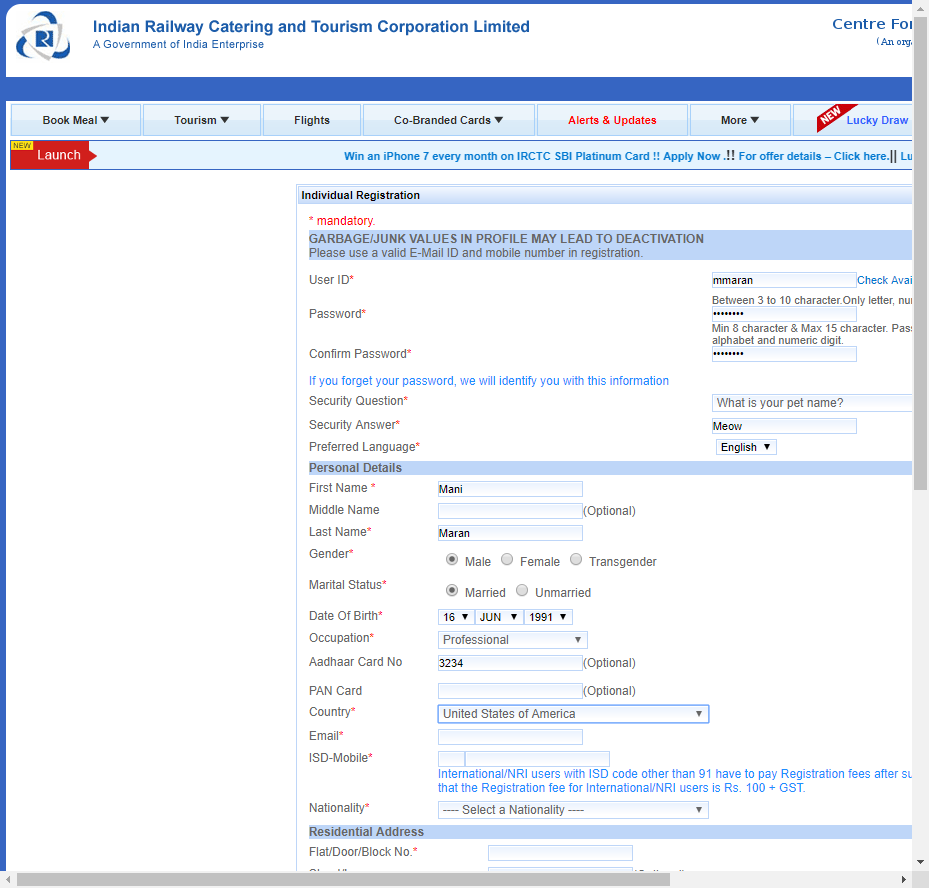 Indian Railway Catering and Tourism Corporation Limited
A Government of India Enterprise
Centre For
(An org
Book Meal ▼
Tourism ▼
Flights
Co-Branded Cards ▼
Alerts & Updates
More ▼
NEW
Lucky Draw
NEW
Launch
Win an iPhone 7 every month on IRCTC SBI Platinum Card !! Apply Now .!! For offer details – Click here.|| Lu
Individual Registration
* mandatory.
GARBAGE/JUNK VALUES IN PROFILE MAY LEAD TO DEACTIVATION
Please use a valid E-Mail ID and mobile number in registration.
User ID* mmaran Check Avai
Between 3 to 10 character.Only letter, nu
Password* ••••••••
Min 8 character & Max 15 character. Pas
alphabet and numeric digit.
Confirm Password* ••••••••
If you forget your password, we will identify you with this information
Security Question* What is your pet name?
Security Answer* Meow
Preferred Language* English ▼
Personal Details
First Name * Mani
Middle Name (Optional)
Last Name* Maran
Gender* Male Female Transgender
Marital Status* Married Unmarried
Date Of Birth* 16 ▼ JUN ▼ 1991 ▼
Occupation* Professional ▼
Aadhaar Card No 3234 (Optional)
PAN Card (Optional)
Country* United States of America ▼
Email*
ISD-Mobile*
International/NRI users with ISD code other than 91 have to pay Registration fees after su
that the Registration fee for International/NRI users is Rs. 100 + GST.
Nationality* ---- Select a Nationality ---- ▼
Residential Address
Flat/Door/Block No.*